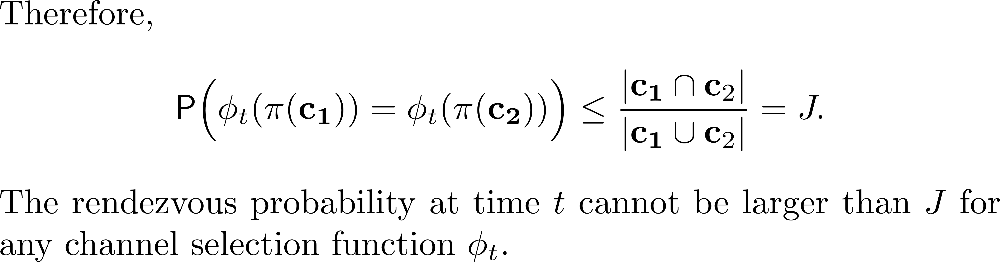 Therefore,
$$\mathsf{P}\Big(\phi_t(\pi(\mathbf{c_1})) = \phi_t(\pi(\mathbf{c_2}))\Big) \leq \frac{|\mathbf{c_1} \cap \mathbf{c}_2|}{|\mathbf{c_1} \cup \mathbf{c}_2|} = J.$$
The rendezvous probability at time $t$ cannot be larger than $J$ for
any channel selection function $\phi_t$.